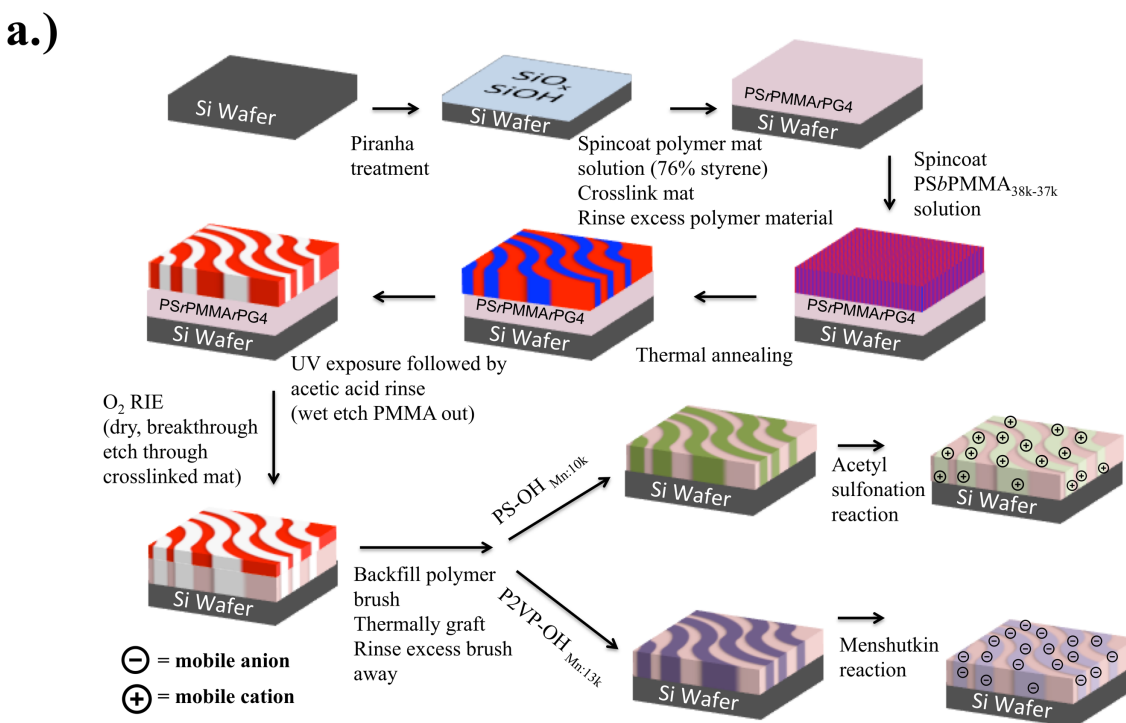 a.)
Si Wafer
Piranha
treatment
SiOₓ
SiOH
Si Wafer
Spincoat polymer mat
solution (76% styrene)
Crosslink mat
Rinse excess polymer material
PSrPMMArPG4
Si Wafer
Spincoat
PSbPMMA38k-37k
solution
PSrPMMArPG4
Si Wafer
Thermal annealing
PSrPMMArPG4
Si Wafer
UV exposure followed by
acetic acid rinse
(wet etch PMMA out)
PSrPMMArPG4
Si Wafer
O₂ RIE
(dry, breakthrough
etch through
crosslinked mat)
Si Wafer
Backfill polymer
brush
Thermally graft
Rinse excess brush
away
PS-OH Mn:10k
Si Wafer
Acetyl
sulfonation
reaction
Si Wafer
P2VP-OH Mn:13k
Si Wafer
Menshutkin
reaction
Si Wafer
⊖ = mobile anion
⊕ = mobile cation